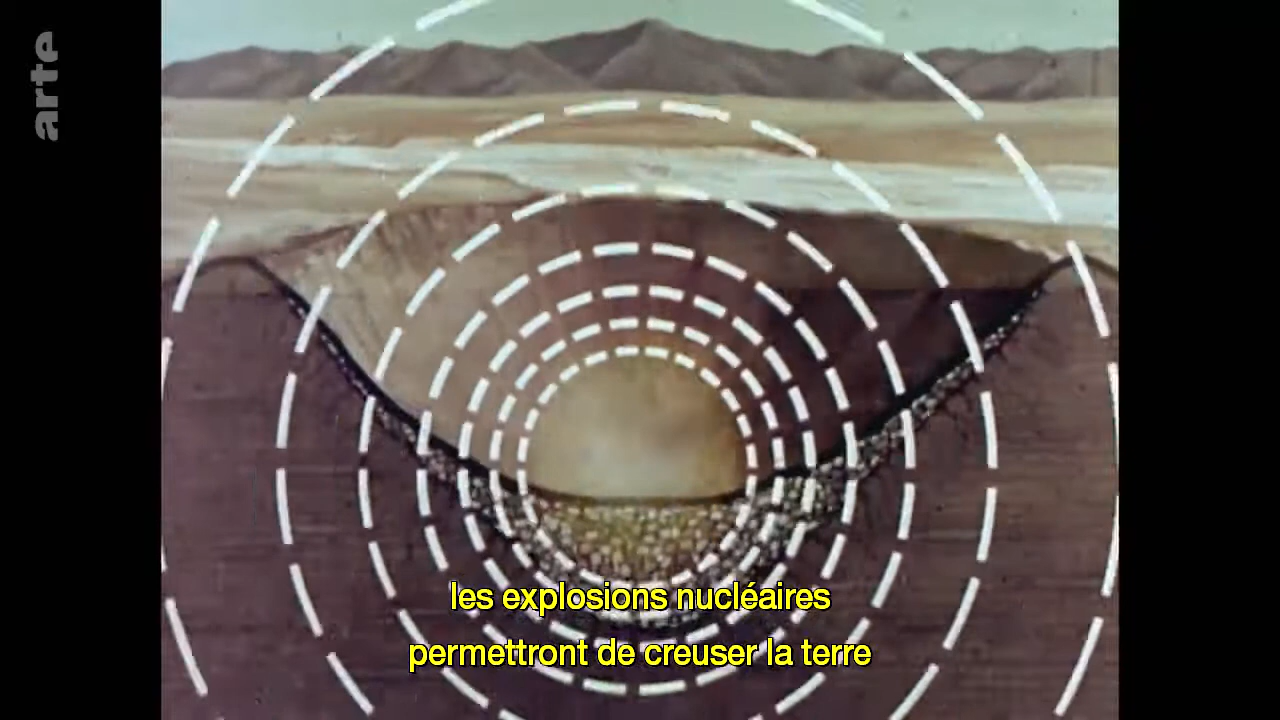 arte
les explosions nucléaires
permettront de creuser la terre